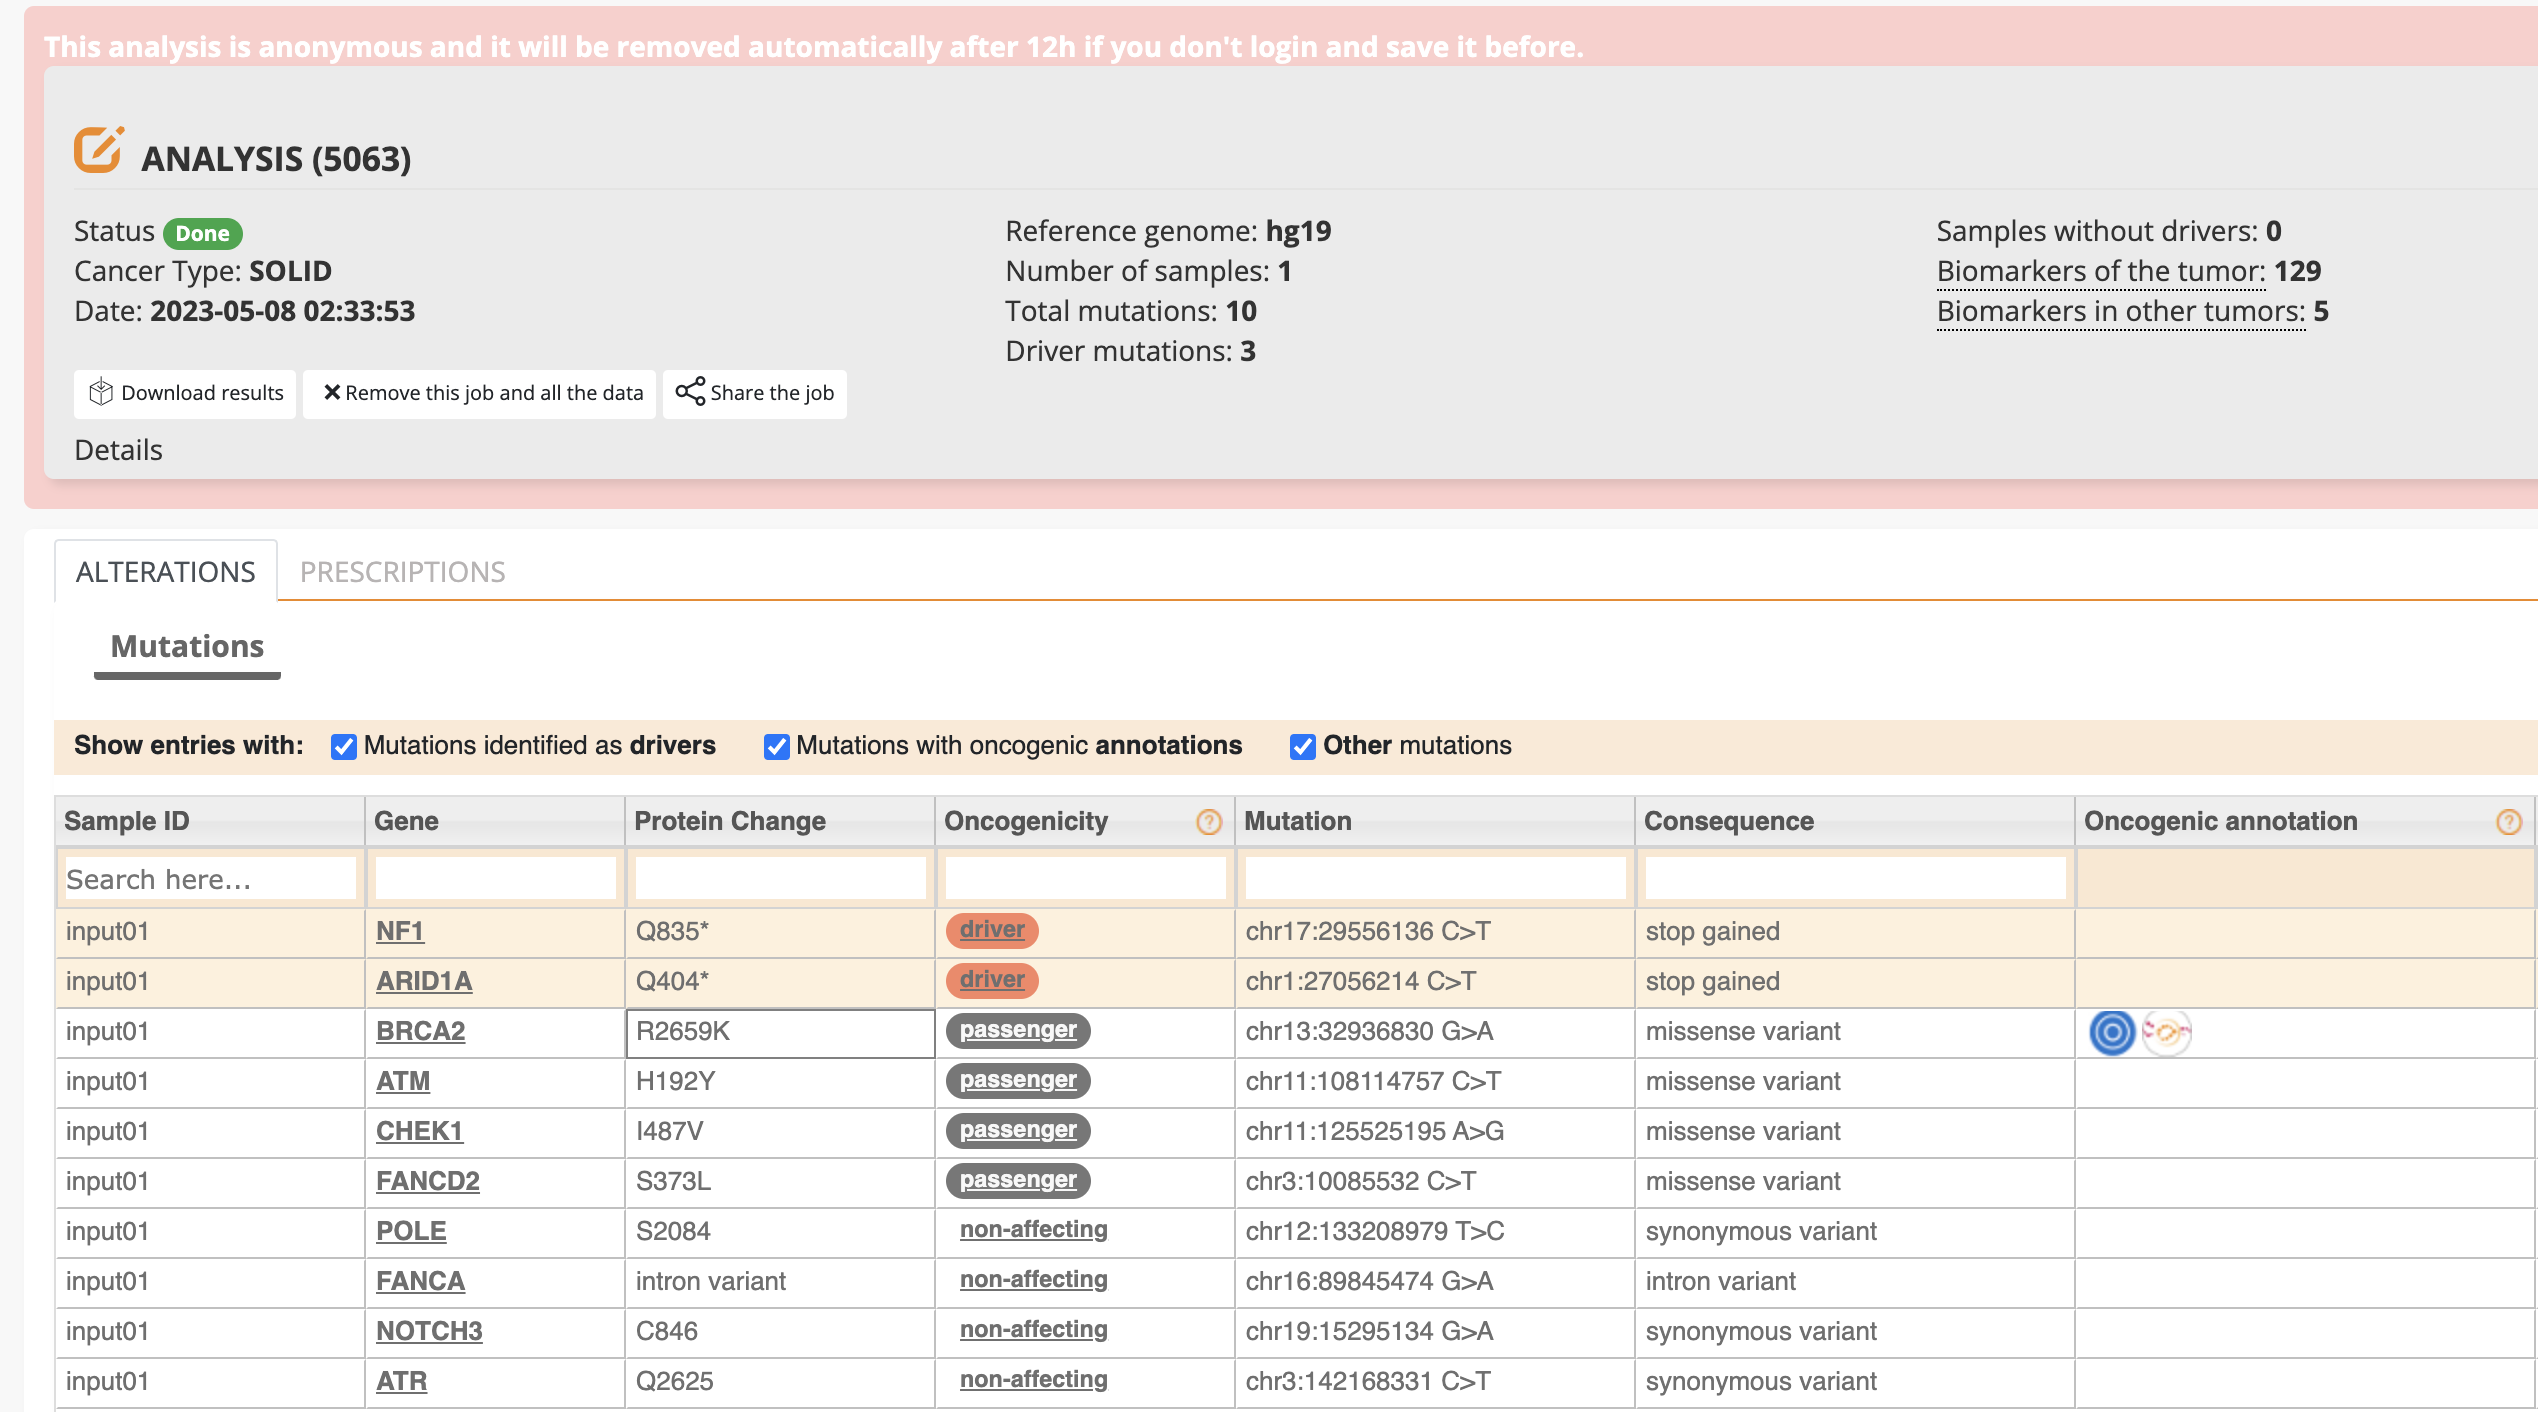 This analysis is anonymous and it will be removed automatically after 12h if you don't login and save it before.
ANALYSIS (5063)
Status Done
Cancer Type: SOLID
Date: 2023-05-08 02:33:53
Reference genome: hg19
Number of samples: 1
Total mutations: 10
Driver mutations: 3
Samples without drivers: 0
Biomarkers of the tumor: 129
Biomarkers in other tumors: 5
Download results Remove this job and all the data Share the job
Details
ALTERATIONS PRESCRIPTIONS
Mutations
Show entries with: Mutations identified as drivers Mutations with oncogenic annotations Other mutations
Sample ID Gene Protein Change Oncogenicity ? Mutation Consequence Oncogenic annotation ?
Search here...
input01 NF1 Q835* driver chr17:29556136 C>T stop gained
input01 ARID1A Q404* driver chr1:27056214 C>T stop gained
input01 BRCA2 R2659K passenger chr13:32936830 G>A missense variant
input01 ATM H192Y passenger chr11:108114757 C>T missense variant
input01 CHEK1 I487V passenger chr11:125525195 A>G missense variant
input01 FANCD2 S373L passenger chr3:10085532 C>T missense variant
input01 POLE S2084 non-affecting chr12:133208979 T>C synonymous variant
input01 FANCA intron variant non-affecting chr16:89845474 G>A intron variant
input01 NOTCH3 C846 non-affecting chr19:15295134 G>A synonymous variant
input01 ATR Q2625 non-affecting chr3:142168331 C>T synonymous variant